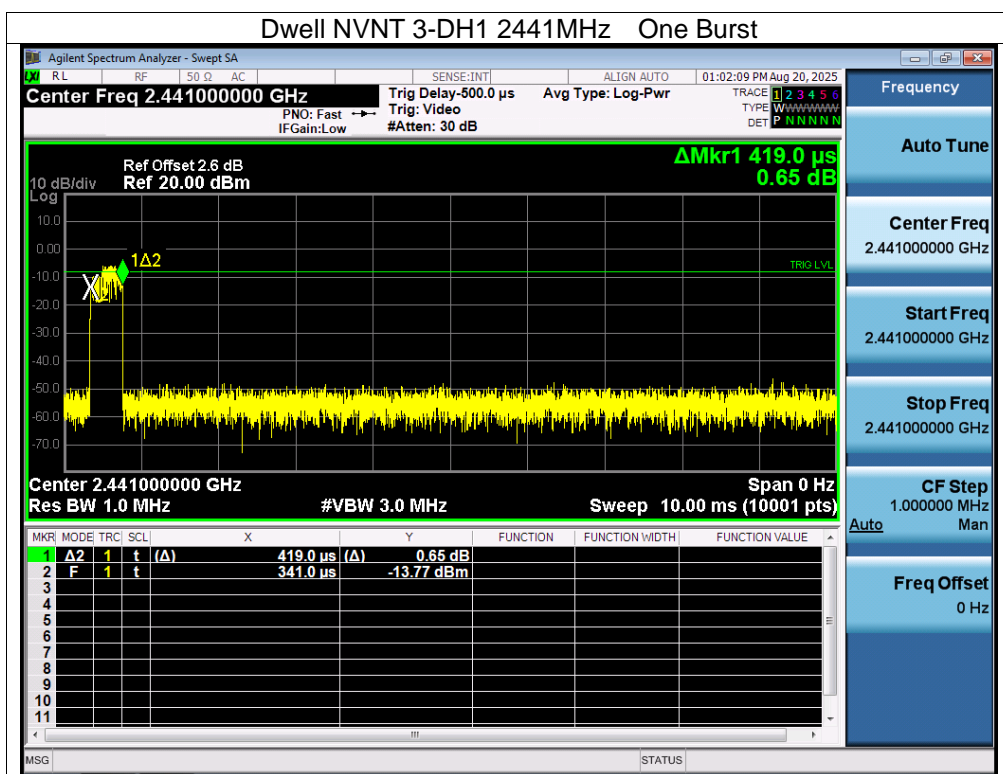 Dwell NVNT 3-DH1 2441MHz One Burst
Agilent Spectrum Analyzer - Swept SA
LXI RL RF 50 Ω AC SENSE:INT ALIGN AUTO 01:02:09 PM Aug 20, 2025
Center Freq 2.441000000 GHz Trig Delay-500.0 µs Avg Type: Log-Pwr TRACE 1 2 3 4 5 6
PNO: Fast Trig: Video TYPE WWWWWW
IFGain:Low #Atten: 30 dB DET P N N N N N
ΔMkr1 419.0 µs
0.65 dB
Ref Offset 2.6 dB
10 dB/div Ref 20.00 dBm
Log
10.0
0.00
-10.0
-20.0
-30.0
-40.0
-50.0
-60.0
-70.0
1Δ2
TRIG LVL
Center 2.441000000 GHz Span 0 Hz
Res BW 1.0 MHz #VBW 3.0 MHz Sweep 10.00 ms (10001 pts)
MKR MODE TRC SCL X Y FUNCTION FUNCTION WIDTH FUNCTION VALUE
1 Δ2 1 t (Δ) 419.0 µs (Δ) 0.65 dB
2 F 1 t 341.0 µs -13.77 dBm
3
4
5
6
7
8
9
10
11
MSG STATUS
Frequency
Auto Tune
Center Freq
2.441000000 GHz
Start Freq
2.441000000 GHz
Stop Freq
2.441000000 GHz
CF Step
1.000000 MHz
Auto Man
Freq Offset
0 Hz